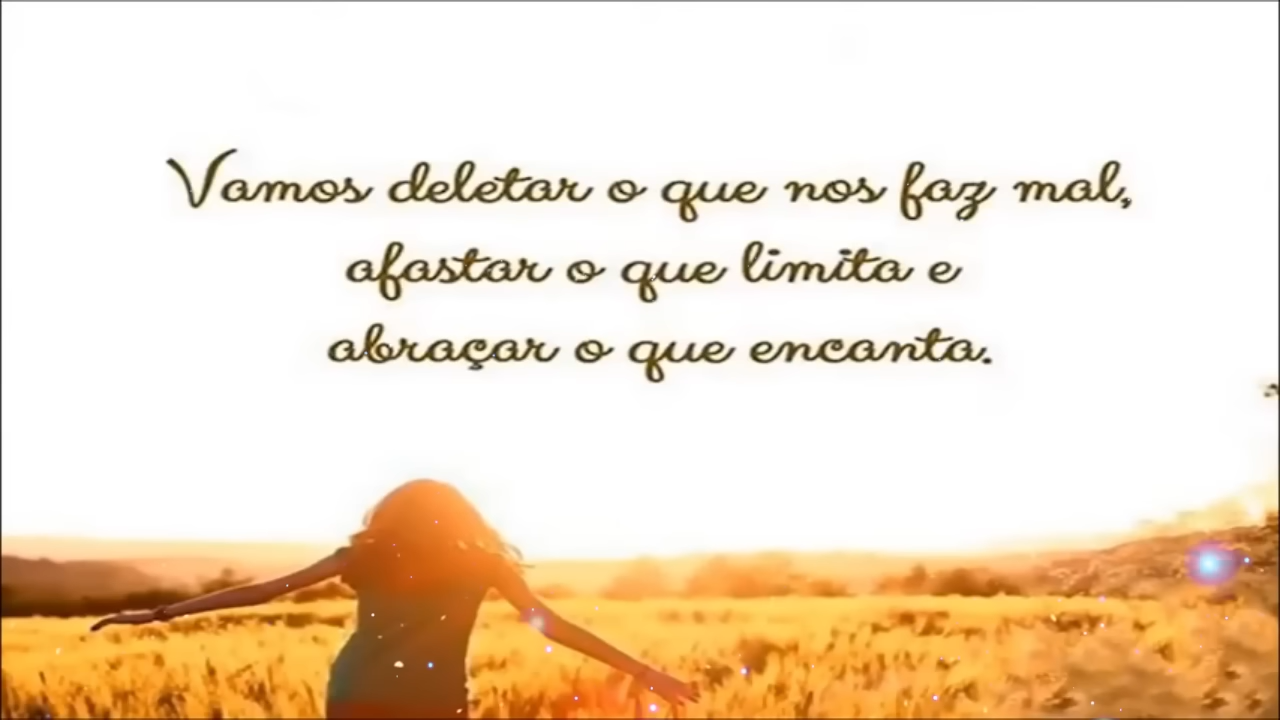 Vamos deletar o que nos faz mal,
afastar o que limita e
abraçar o que encanta.